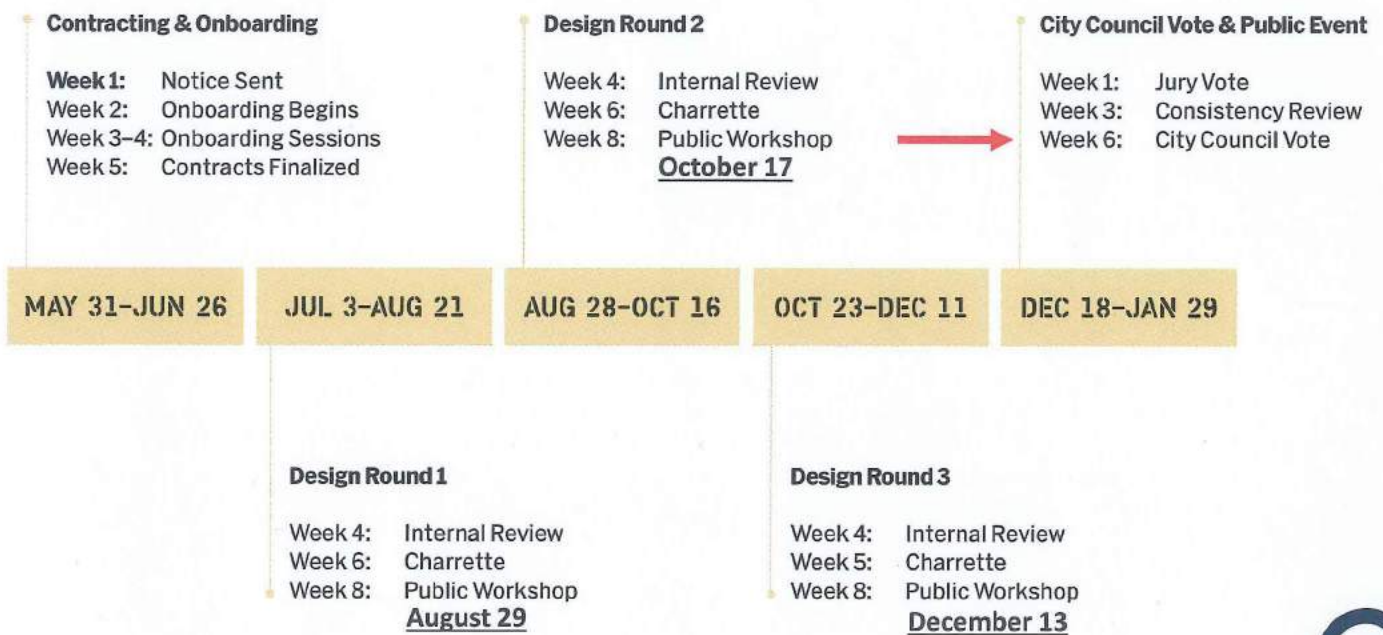 Contracting & Onboarding
Week 1: Notice Sent
Week 2: Onboarding Begins
Week 3–4: Onboarding Sessions
Week 5: Contracts Finalized
Design Round 2
Week 4: Internal Review
Week 6: Charrette
Week 8: Public Workshop
October 17
City Council Vote & Public Event
Week 1: Jury Vote
Week 3: Consistency Review
Week 6: City Council Vote
MAY 31–JUN 26
JUL 3–AUG 21
AUG 28–OCT 16
OCT 23–DEC 11
DEC 18–JAN 29
Design Round 1
Week 4: Internal Review
Week 6: Charrette
Week 8: Public Workshop
August 29
Design Round 3
Week 4: Internal Review
Week 5: Charrette
Week 8: Public Workshop
December 13